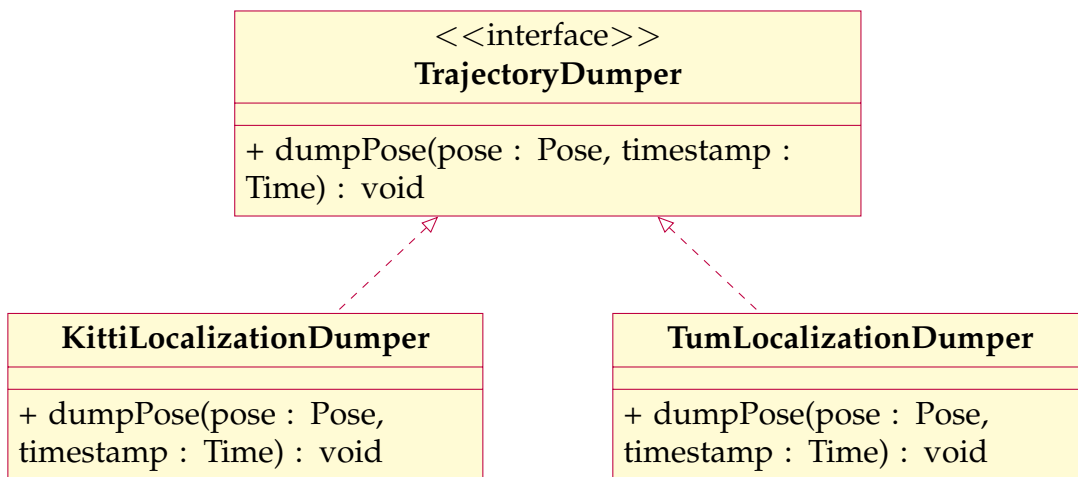 <<interface>>
TrajectoryDumper
+ dumpPose(pose : Pose, timestamp :
Time) : void
KittiLocalizationDumper
+ dumpPose(pose : Pose,
timestamp : Time) : void
TumLocalizationDumper
+ dumpPose(pose : Pose,
timestamp : Time) : void